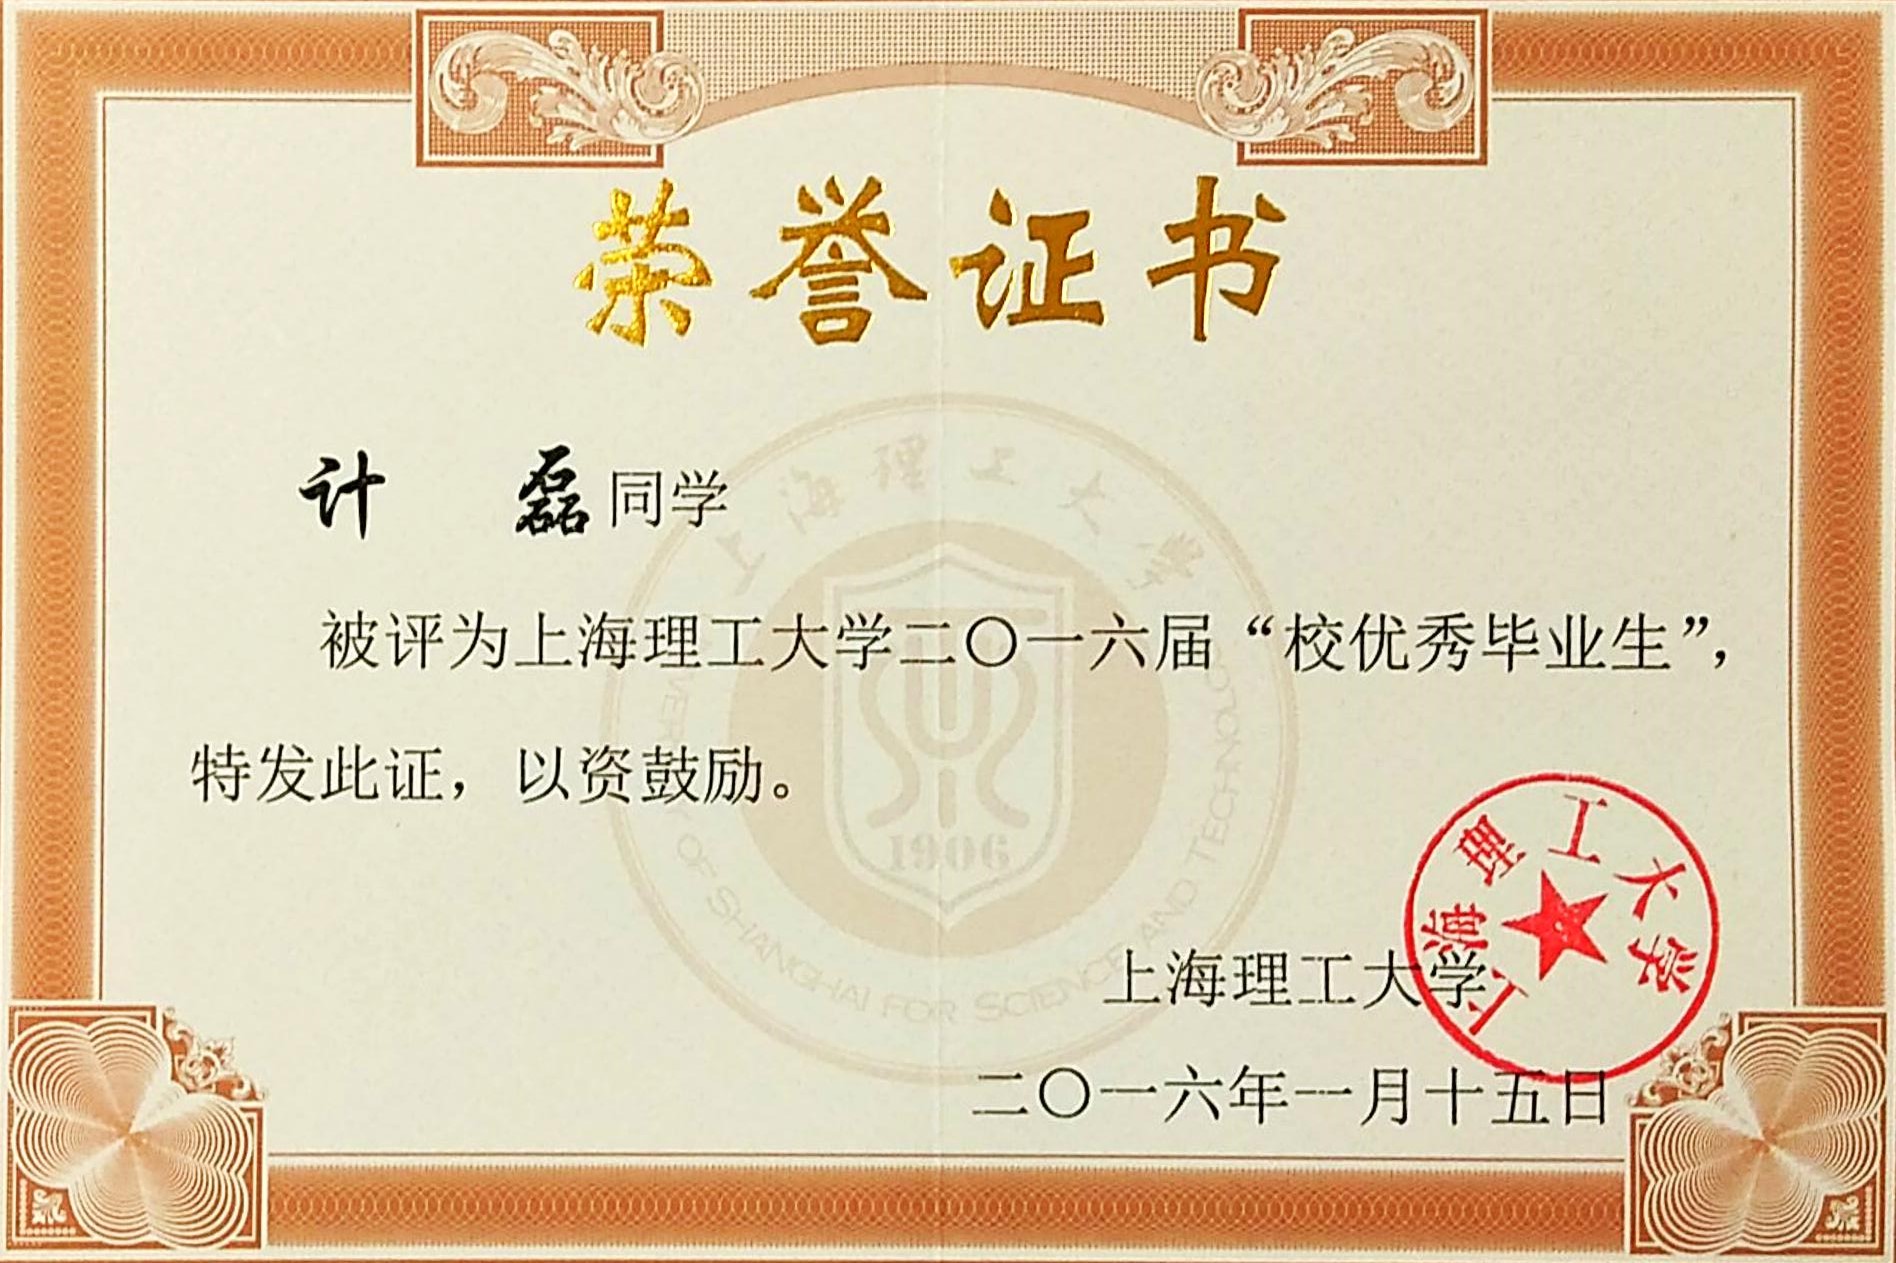 荣誉证书
计 磊同学
被评为上海理工大学二〇一六届“校优秀毕业生”，
特发此证，以资鼓励。
上海理工大学
二〇一六年一月十五日
上海理工大学
上海理工大学
1906
UNIVERSITY OF SHANGHAI FOR SCIENCE AND TECHNOLOGY